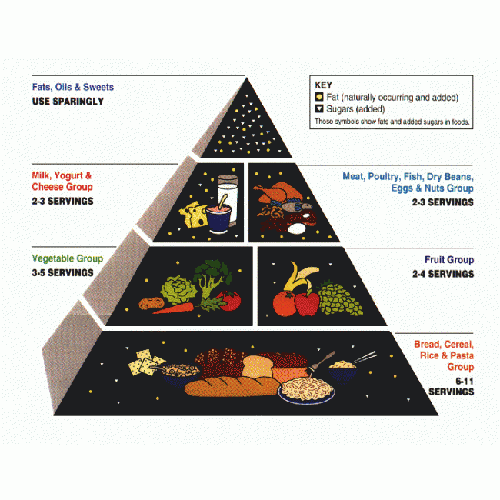 Fats, Oils & Sweets
USE SPARINGLY
KEY
Fat (naturally occurring and added)
Sugars (added)
These symbols show fats and added sugars in foods.
Milk, Yogurt &
Cheese Group
2-3 SERVINGS
Meat, Poultry, Fish, Dry Beans,
Eggs & Nuts Group
2-3 SERVINGS
Vegetable Group
3-5 SERVINGS
Fruit Group
2-4 SERVINGS
Bread, Cereal,
Rice & Pasta
Group
6-11
SERVINGS